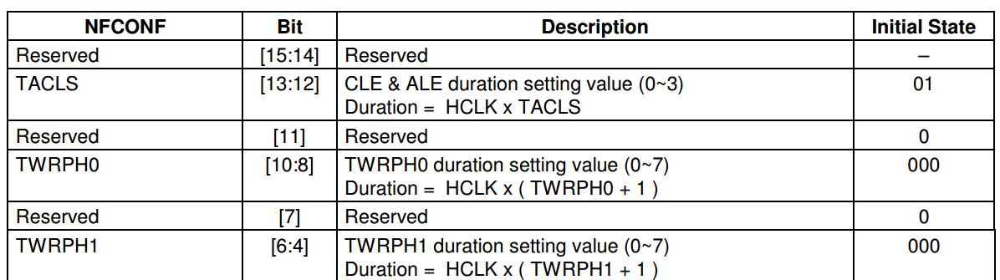 NFCONF Bit Description Initial State
Reserved [15:14] Reserved –
TACLS [13:12] CLE & ALE duration setting value (0~3) 01
Duration = HCLK x TACLS
Reserved [11] Reserved 0
TWRPH0 [10:8] TWRPH0 duration setting value (0~7) 000
Duration = HCLK x ( TWRPH0 + 1 )
Reserved [7] Reserved 0
TWRPH1 [6:4] TWRPH1 duration setting value (0~7) 000
Duration = HCLK x ( TWRPH1 + 1 )